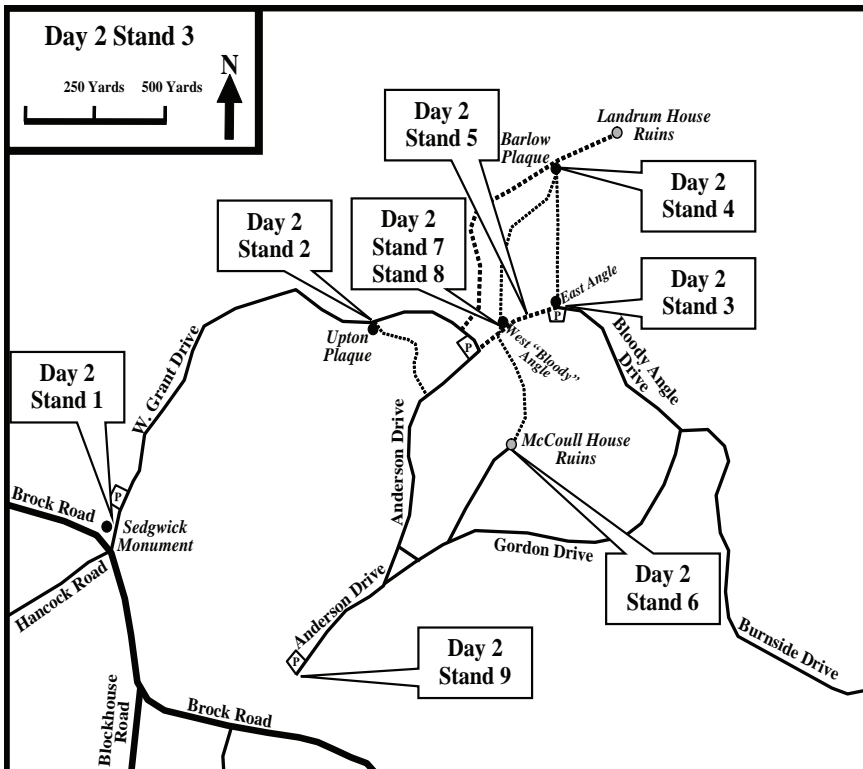 Day 2 Stand 3
250 Yards 500 Yards
N
Day 2
Stand 5
Landrum House
Ruins
Barlow
Plaque
Day 2
Stand 4
Day 2
Stand 2
Day 2
Stand 7
Stand 8
East Angle
P
Day 2
Stand 3
Upton
Plaque
P
West "Bloody"
Angle
Bloody Angle
Drive
W. Grant Drive
Day 2
Stand 1
Anderson Drive
McCoull House
Ruins
P
Brock Road
Sedgwick
Monument
Gordon Drive
Hancock Road
Day 2
Stand 6
Anderson Drive
P
Day 2
Stand 9
Burnside Drive
Brock Road
Blockhouse
Road